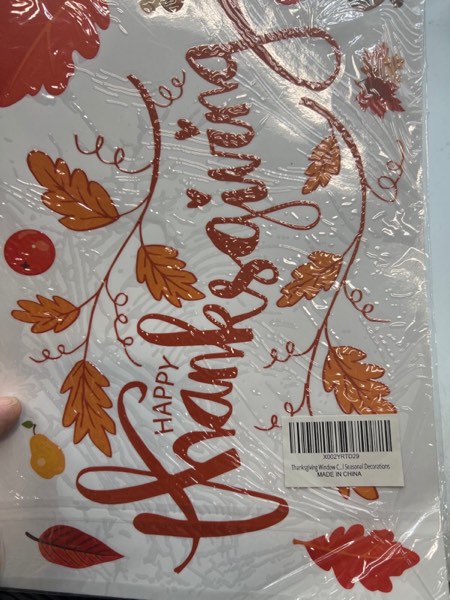 HAPPY
Thanksgiving
X002YRTD29
Thanksgiving Window C...l Seasonal Decorations
MADE IN CHINA